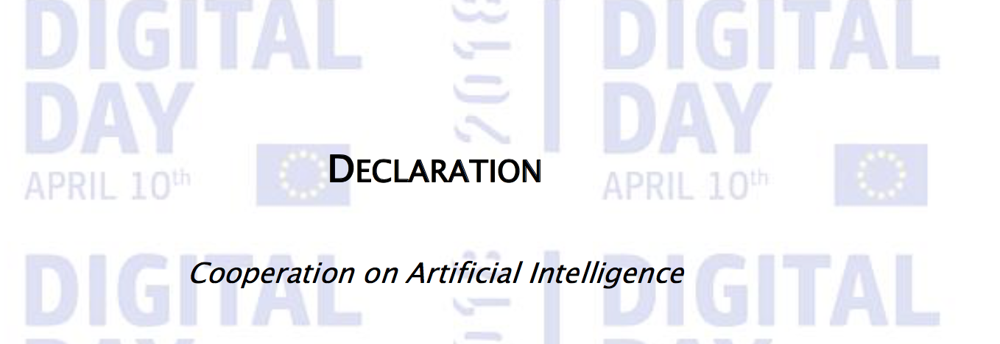 DIGITAL
DAY
APRIL 10th
2018
DIGITAL
DAY
APRIL 10th
DECLARATION
Cooperation on Artificial Intelligence
DIGITAL
DIGITAL